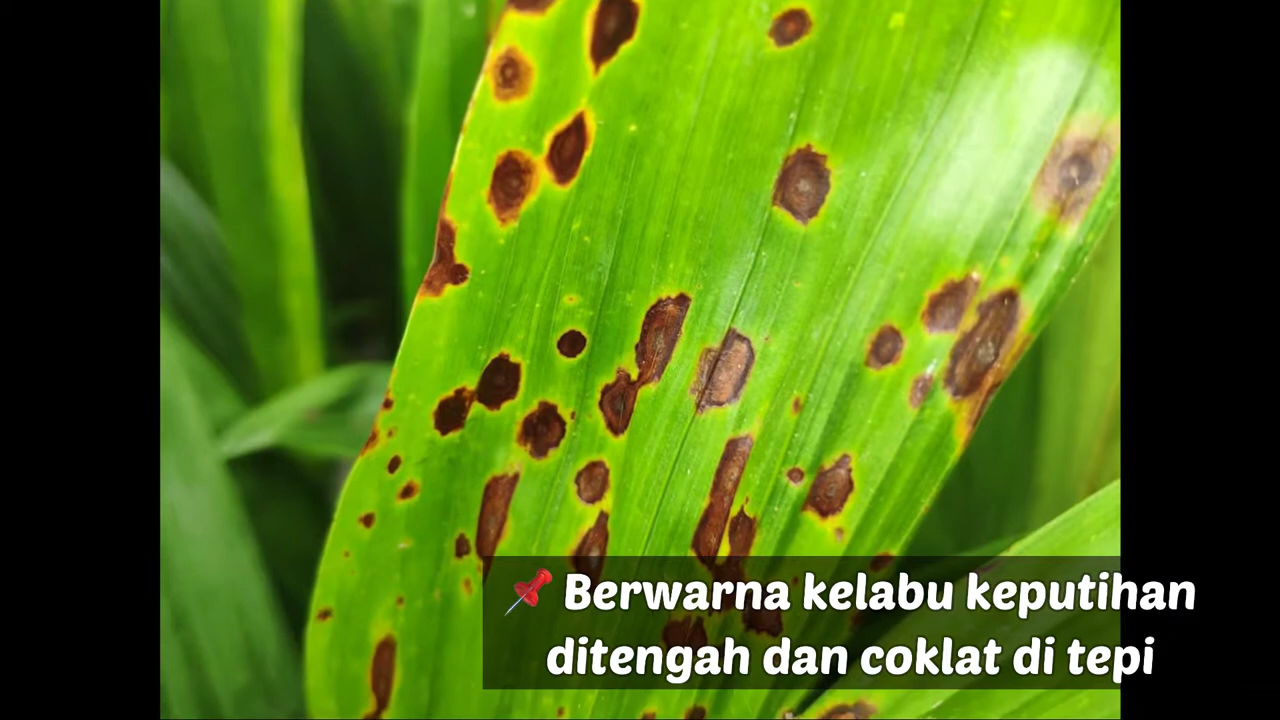 📌 Berwarna kelabu keputihan
ditengah dan coklat di tepi